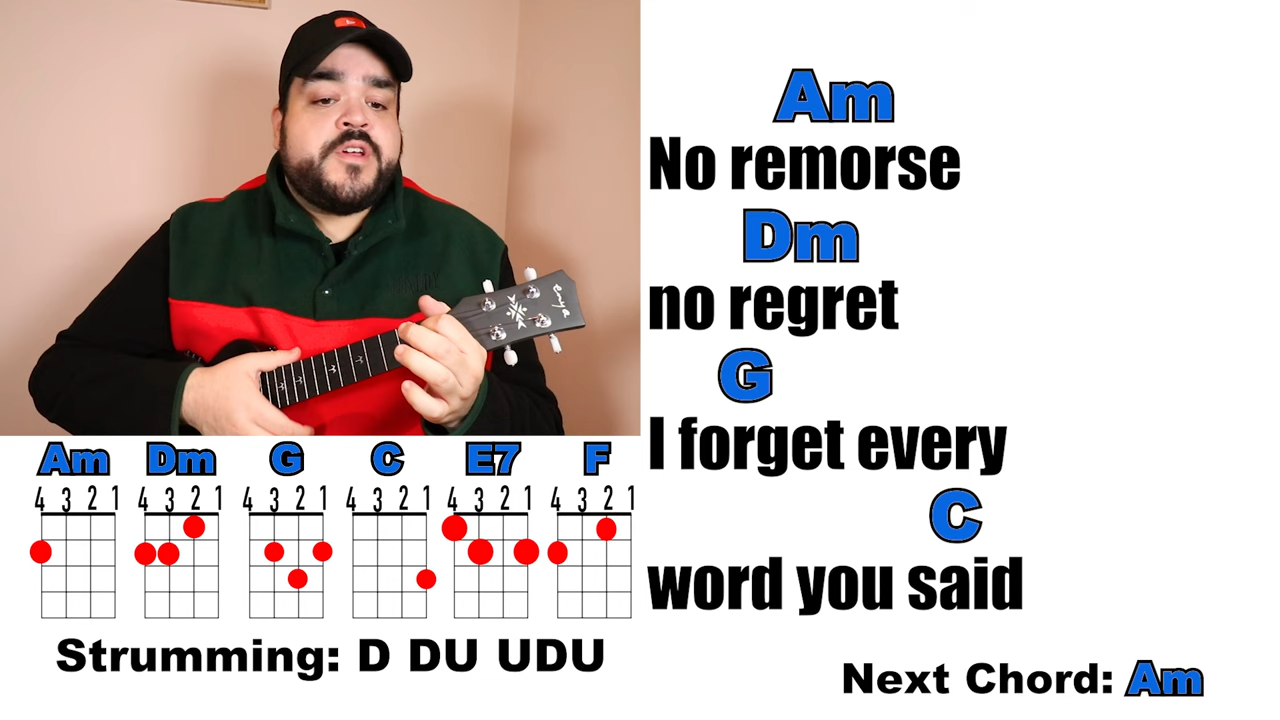 Am
No remorse
Dm
no regret
G
I forget every
C
word you said
enya
Am Dm G C E7 F
4 3 2 1 4 3 2 1 4 3 2 1 4 3 2 1 4 3 2 1 4 3 2 1
Strumming: D DU UDU
Next Chord: Am